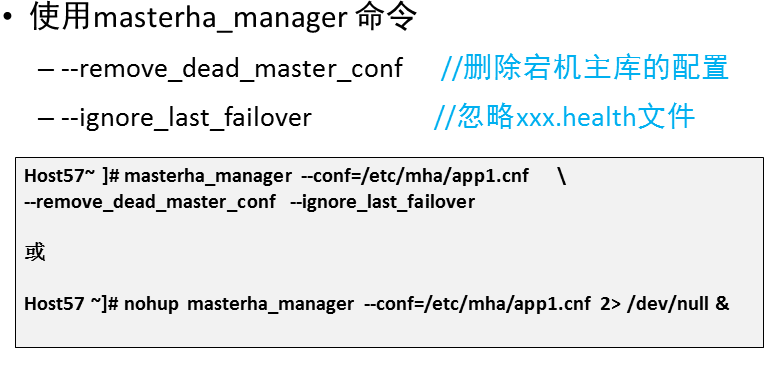 • 使用masterha_manager 命令
– --remove_dead_master_conf //删除宕机主库的配置
– --ignore_last_failover //忽略xxx.health文件
Host57~ ]# masterha_manager --conf=/etc/mha/app1.cnf \
--remove_dead_master_conf --ignore_last_failover
或
Host57 ~]# nohup masterha_manager --conf=/etc/mha/app1.cnf 2> /dev/null &